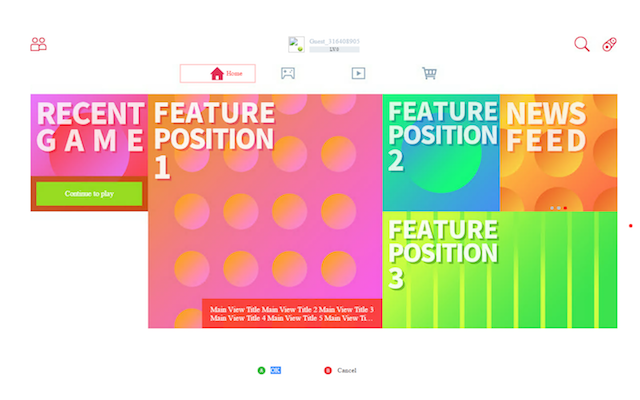 Guest_316408905
Home
RECENT
GAME
Continue to play
FEATURE
POSITION
1
Main View Title Main View Title 2 Main View Title 3
Main View Title 4 Main View Title 5 Main View Ti...
FEATURE
POSITION
2
NEWS
FEED
FEATURE
POSITION
3
A
OK
B
Cancel